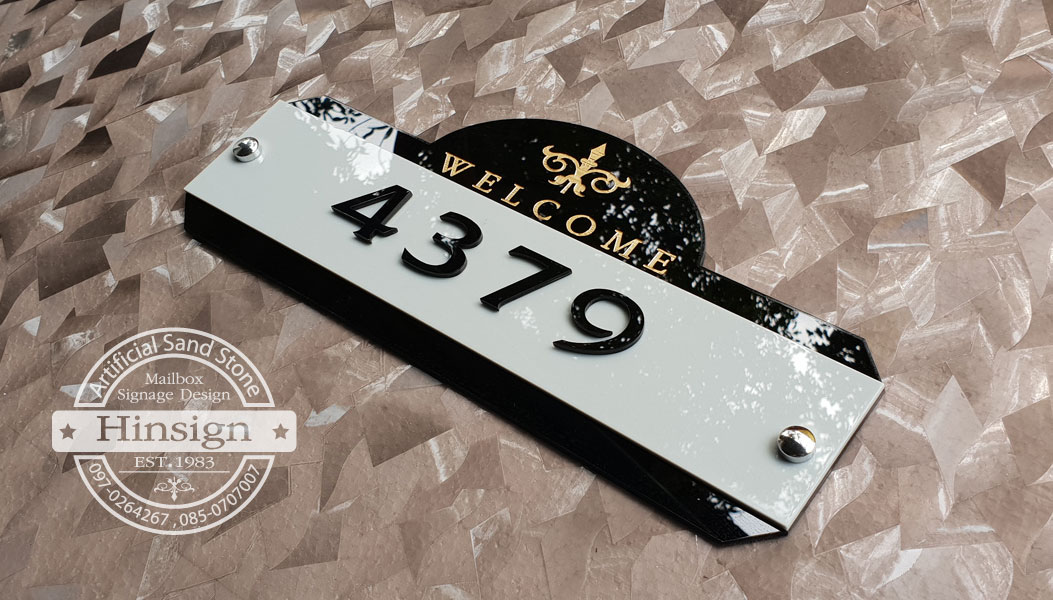 WELCOME
4379
Artificial Sand Stone
Mailbox
Signage Design
Hinsign
EST.1983
097-0264267 , 085-0707007